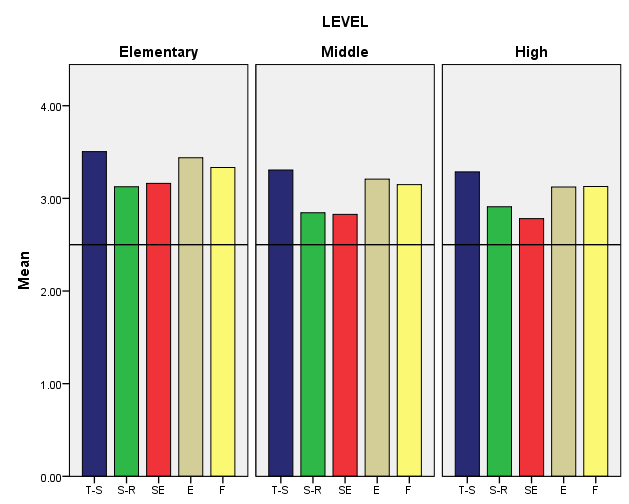 LEVEL
Elementary Middle High
Mean
4.00
3.00
2.00
1.00
0.00
T-S S-R SE E F T-S S-R SE E F T-S S-R SE E F